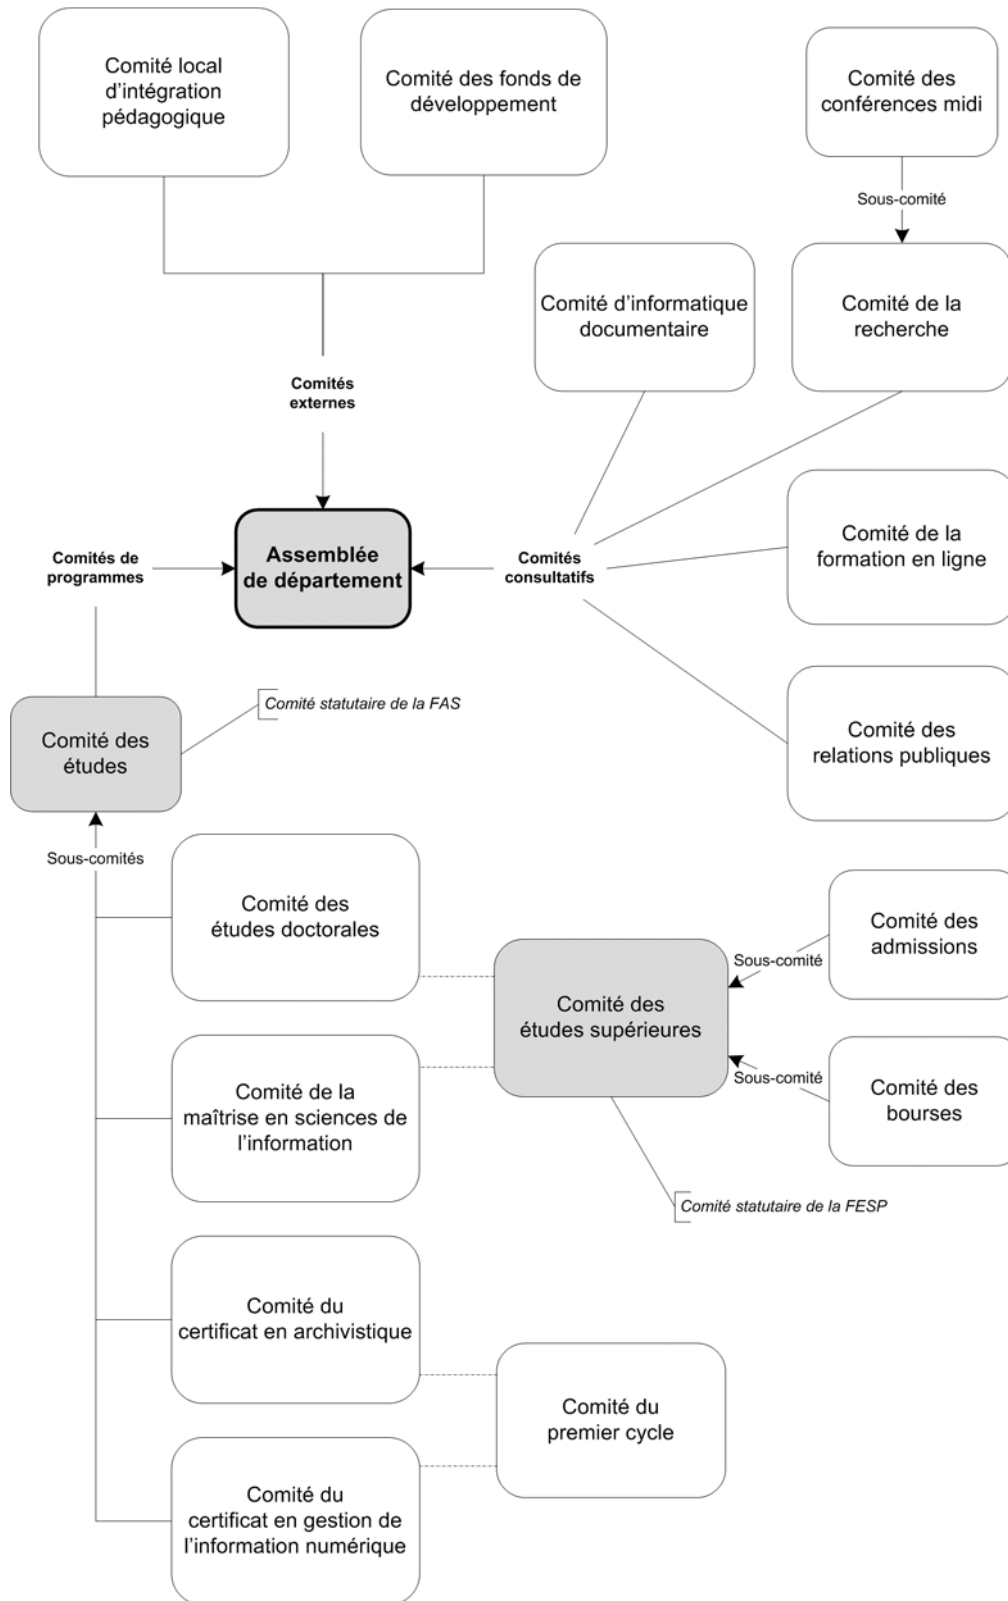 Comité local
d'intégration
pédagogique
Comité des fonds de
développement
Comité des
conférences midi
Sous-comité
Comité d'informatique
documentaire
Comité de la
recherche
Comités
externes
Comité de la
formation en ligne
Comités de
programmes
Assemblée
de département
Comités
consultatifs
Comité statutaire de la FAS
Comité des
études
Comité des
relations publiques
Sous-comités
Comité des
études doctorales
Comité des
études supérieures
Sous-comité
Comité des
admissions
Sous-comité
Comité des
bourses
Comité de la
maîtrise en sciences de
l'information
Comité statutaire de la FESP
Comité du
certificat en archivistique
Comité du
premier cycle
Comité du
certificat en gestion de
l'information numérique